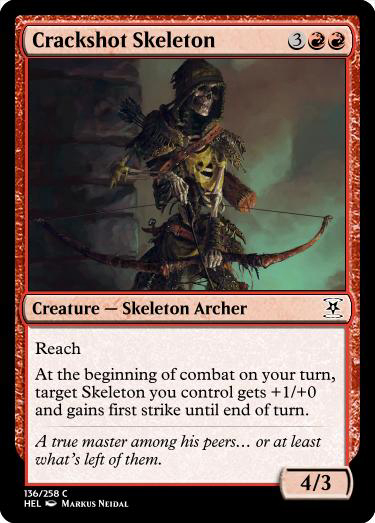 Crackshot Skeleton 3
Creature — Skeleton Archer
Reach
At the beginning of combat on your turn,
target Skeleton you control gets +1/+0
and gains first strike until end of turn.
A true master among his peers… or at least
what's left of them.
4/3
136/258 C
HEL Markus Neidal